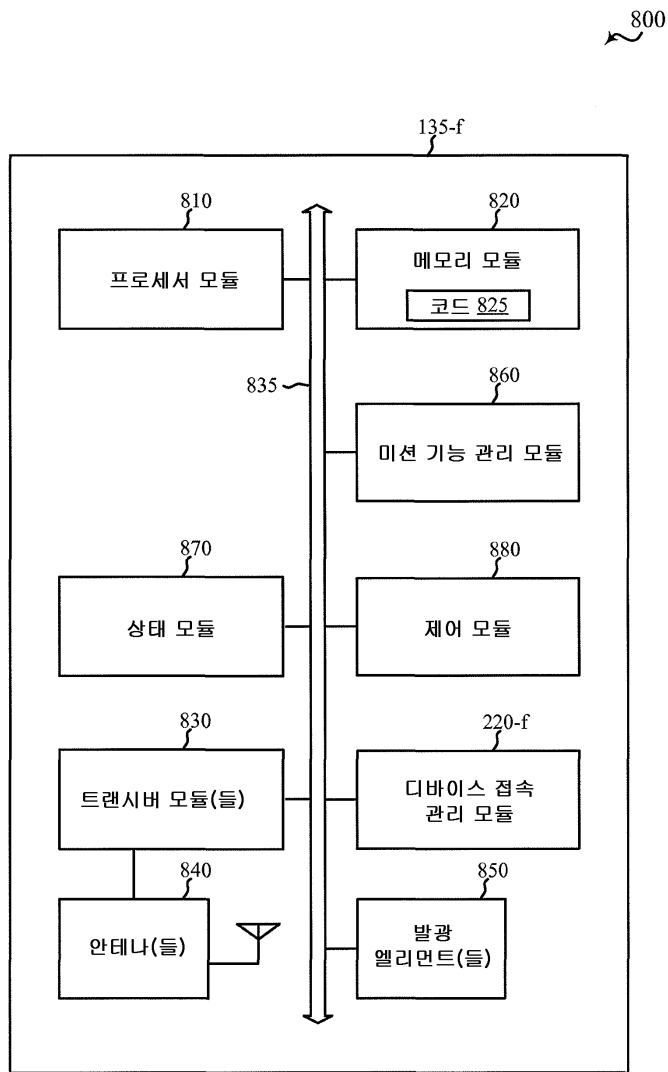 800
135-f
810
프로세서 모듈
820
메모리 모듈
코드 825
835
860
미션 기능 관리 모듈
870
상태 모듈
880
제어 모듈
830
트랜시버 모듈(들)
220-f
디바이스 접속
관리 모듈
840
안테나(들)
850
발광
엘리먼트(들)